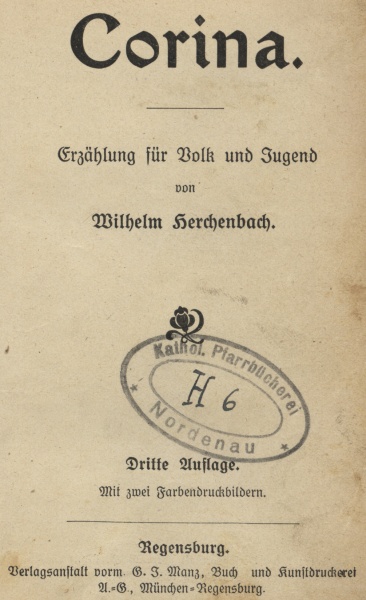 Corina.
Erzählung für Volk und Jugend
von
Wilhelm Herchenbach.
Kathol. Pfarrbücherei
H 6
Nordenau
Dritte Auflage.
Mit zwei Farbendruckbildern.
Regensburg.
Verlagsanstalt vorm. G. J. Manz, Buch und Kunstdruckerei
A.=G., München=Regensburg.